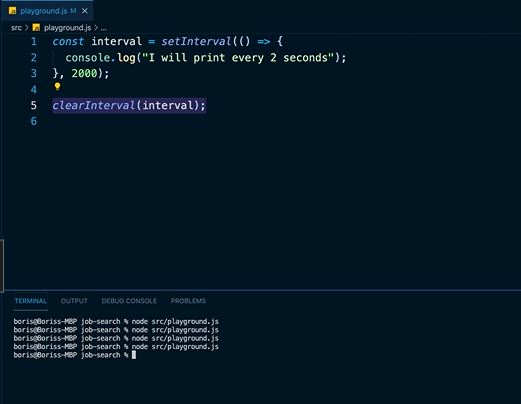 JS playground.js M ×
src > JS playground.js > ...
1 const interval = setInterval(() => {
2 console.log("I will print every 2 seconds");
3 }, 2000);
4
5 clearInterval(interval);
6
TERMINAL OUTPUT DEBUG CONSOLE PROBLEMS
boris@Boriss-MBP job-search % node src/playground.js
boris@Boriss-MBP job-search % node src/playground.js
boris@Boriss-MBP job-search % node src/playground.js
boris@Boriss-MBP job-search % node src/playground.js
boris@Boriss-MBP job-search %